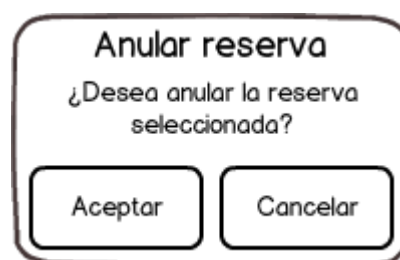 Anular reserva
¿Desea anular la reserva
seleccionada?
Aceptar
Cancelar